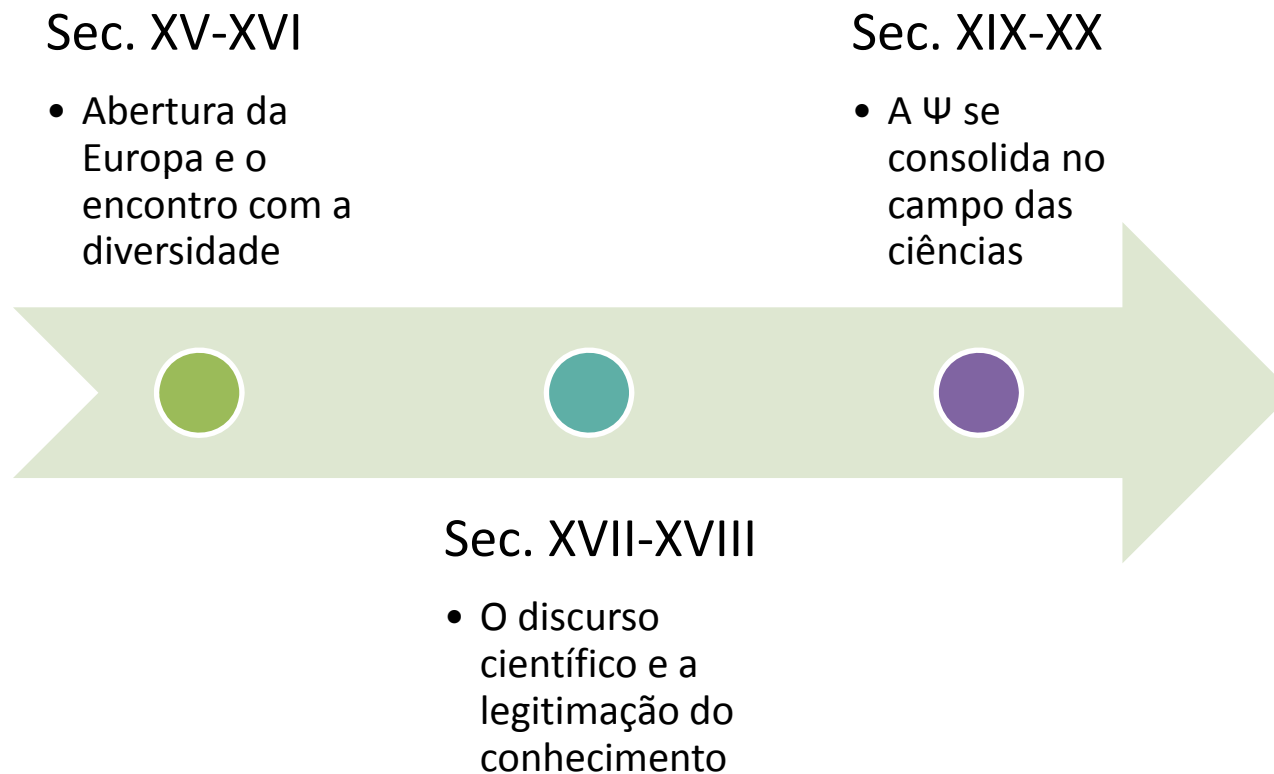 Sec. XV-XVI
• Abertura da
Europa e o
encontro com a
diversidade
Sec. XVII-XVIII
• O discurso
científico e a
legitimação do
conhecimento
Sec. XIX-XX
• A Ψ se
consolida no
campo das
ciências